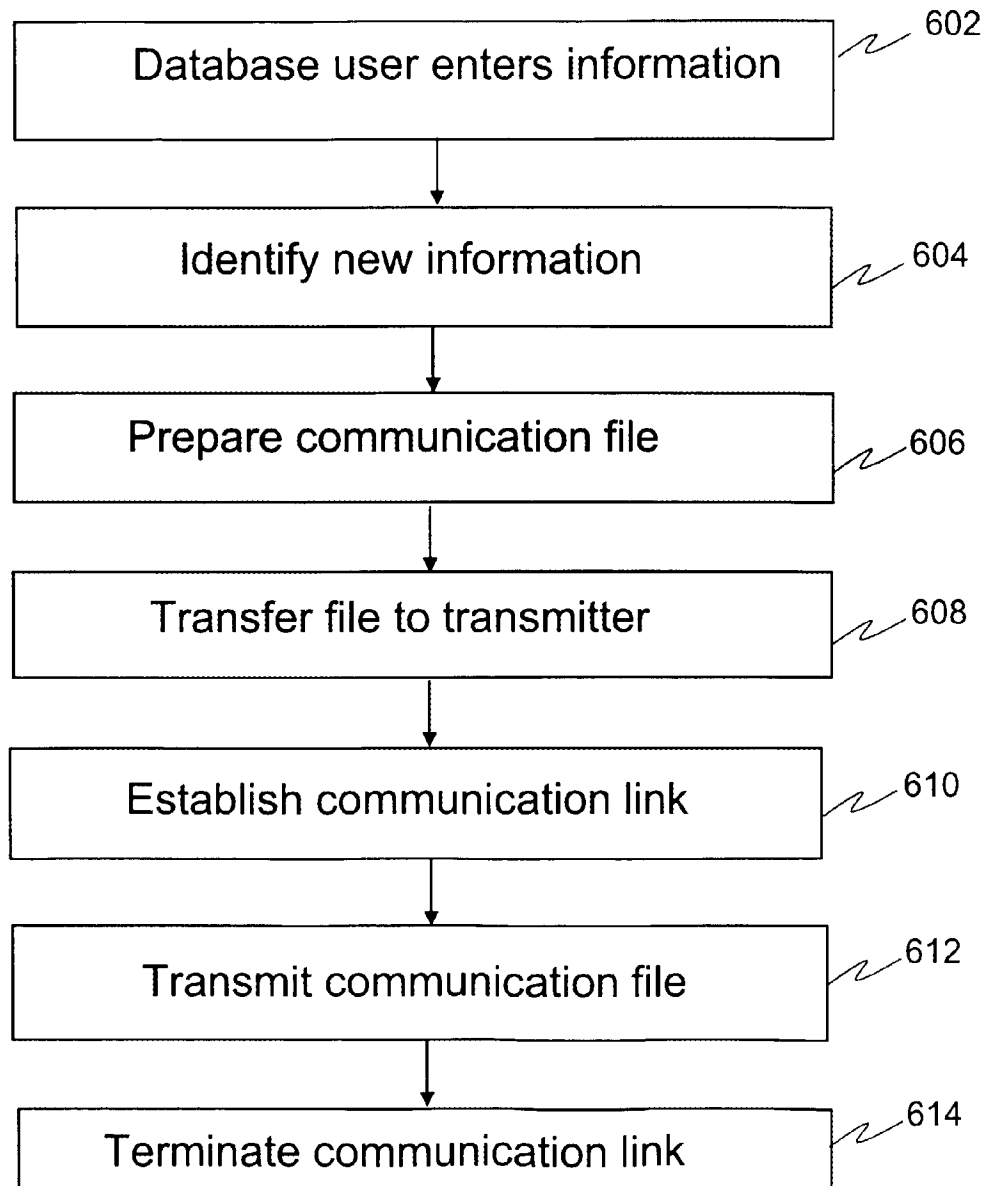 Database user enters information
602
Identify new information
604
Prepare communication file
606
Transfer file to transmitter
608
Establish communication link
610
Transmit communication file
612
Terminate communication link
614